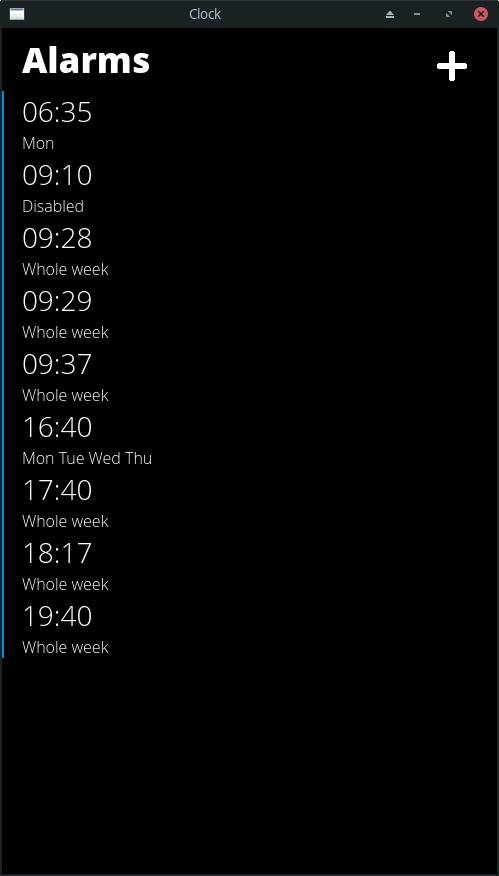 Clock
Alarms
06:35
Mon
09:10
Disabled
09:28
Whole week
09:29
Whole week
09:37
Whole week
16:40
Mon Tue Wed Thu
17:40
Whole week
18:17
Whole week
19:40
Whole week